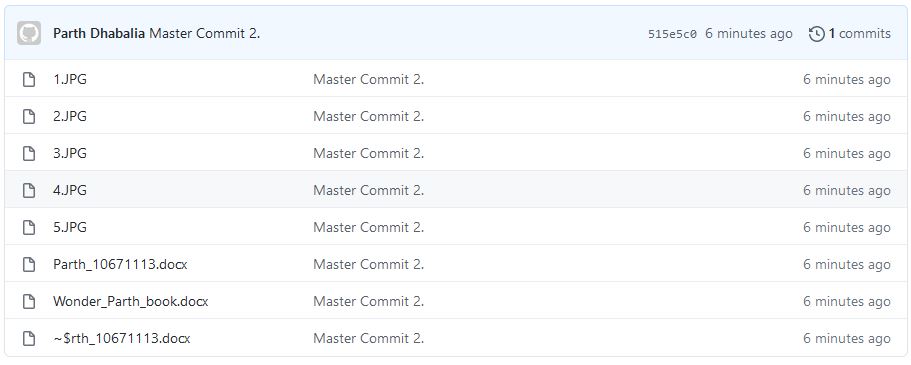 Parth Dhabalia Master Commit 2. 515e5c0 6 minutes ago 1 commits
1.JPG Master Commit 2. 6 minutes ago
2.JPG Master Commit 2. 6 minutes ago
3.JPG Master Commit 2. 6 minutes ago
4.JPG Master Commit 2. 6 minutes ago
5.JPG Master Commit 2. 6 minutes ago
Parth_10671113.docx Master Commit 2. 6 minutes ago
Wonder_Parth_book.docx Master Commit 2. 6 minutes ago
~$rth_10671113.docx Master Commit 2. 6 minutes ago